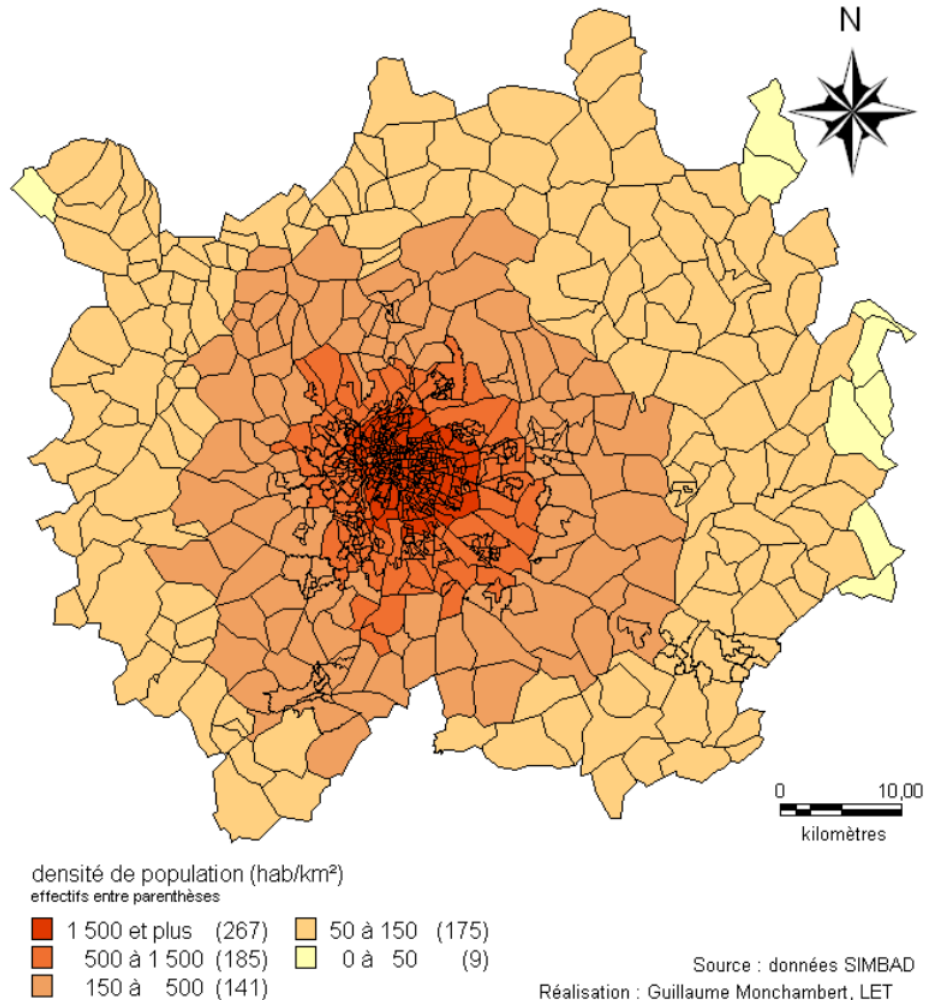 N
0 10,00
kilomètres
densité de population (hab/km²)
effectifs entre parenthèses
1 500 et plus (267)
500 à 1 500 (185)
150 à 500 (141)
50 à 150 (175)
0 à 50 (9)
Source : données SIMBAD
Réalisation : Guillaume Monchambert, LET